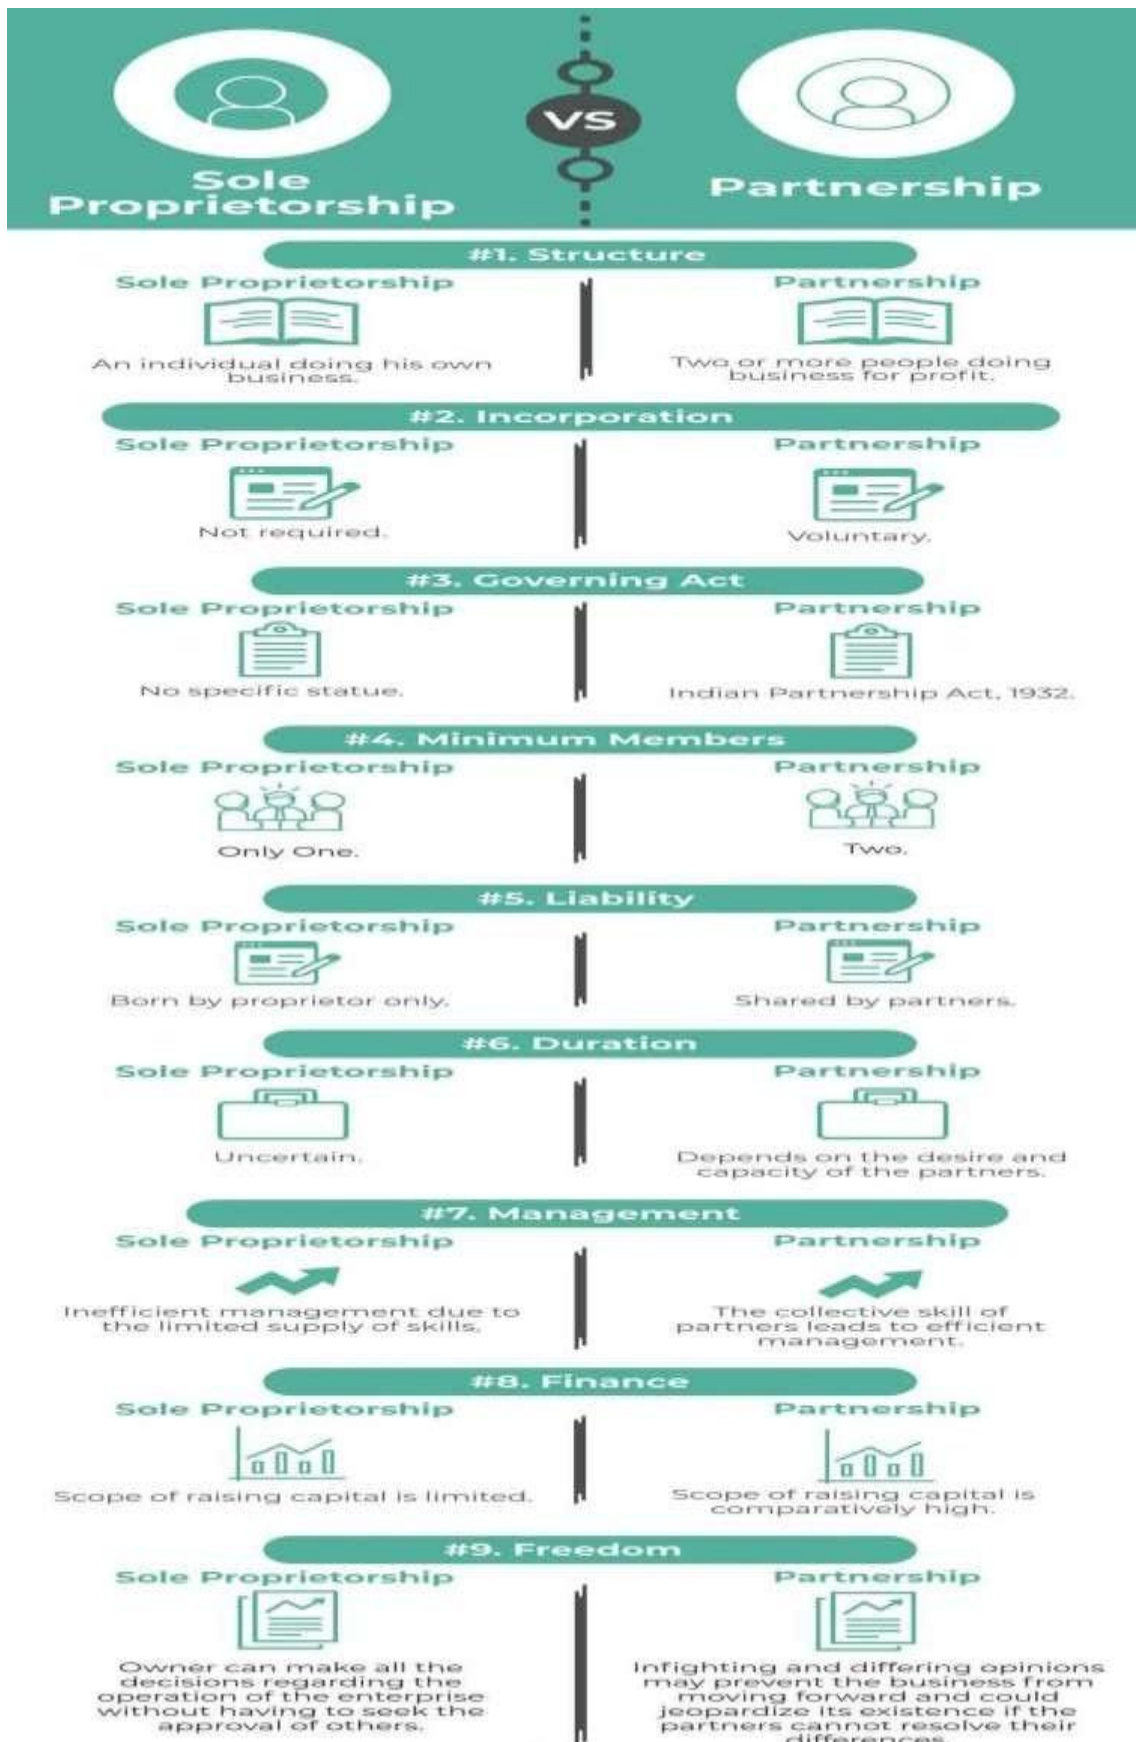 Sole
Proprietorship
VS
Partnership
#1. Structure
Sole Proprietorship
An individual doing his own
business.
Partnership
Two or more people doing
business for profit.
#2. Incorporation
Sole Proprietorship
Not required.
Partnership
Voluntary.
#3. Governing Act
Sole Proprietorship
No specific statue.
Partnership
Indian Partnership Act, 1932.
#4. Minimum Members
Sole Proprietorship
Only One.
Partnership
Two.
#5. Liability
Sole Proprietorship
Born by proprietor only.
Partnership
Shared by partners.
#6. Duration
Sole Proprietorship
Uncertain.
Partnership
Depends on the desire and
capacity of the partners.
#7. Management
Sole Proprietorship
Inefficient management due to
the limited supply of skills.
Partnership
The collective skill of
partners leads to efficient
management.
#8. Finance
Sole Proprietorship
Scope of raising capital is limited.
Partnership
Scope of raising capital is
comparatively high.
#9. Freedom
Sole Proprietorship
Owner can make all the
decisions regarding the
operation of the enterprise
without having to seek the
approval of others.
Partnership
Infighting and differing opinions
may prevent the business from
moving forward and could
jeopardize its existence if the
partners cannot resolve their
differences.